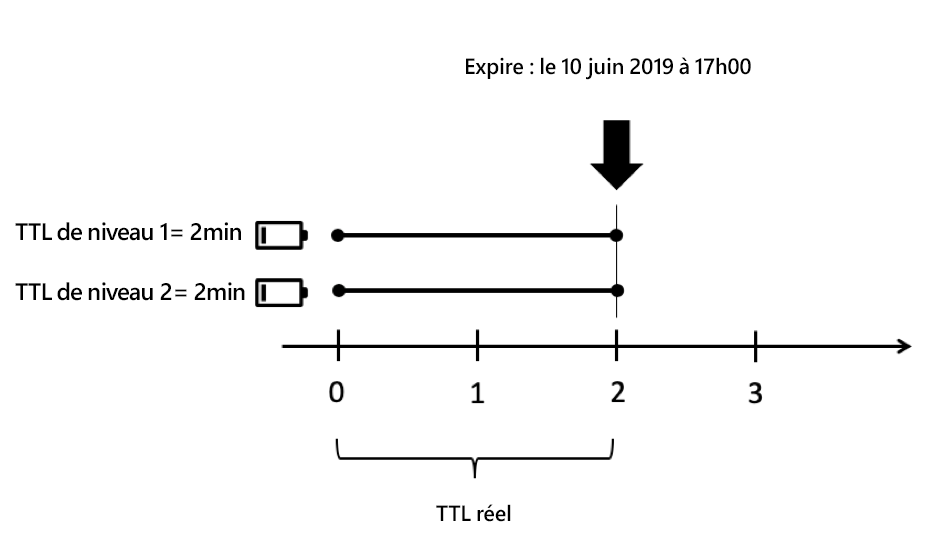 Expire : le 10 juin 2019 à 17h00
TTL de niveau 1= 2min
TTL de niveau 2= 2min
0 1 2 3
TTL réel